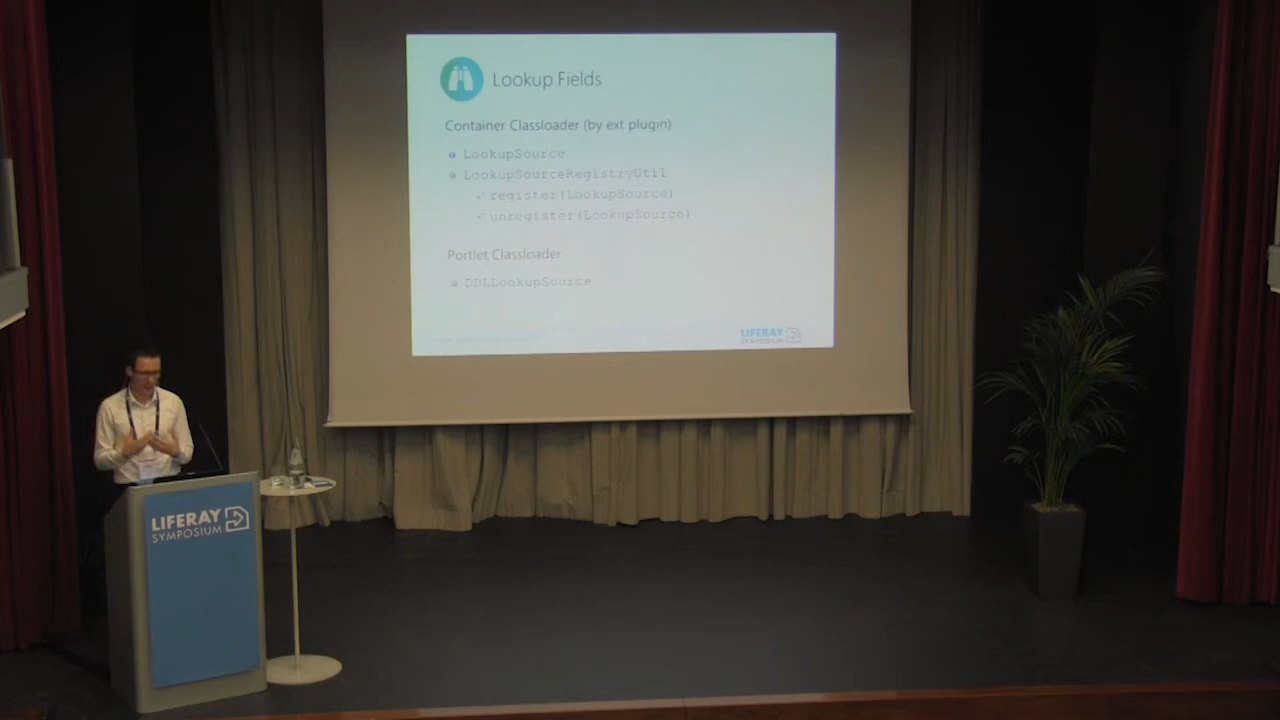 Lookup Fields
Container Classloader (by ext plugin)
LookupSource
LookupSourceRegistryUtil
register(LookupSource)
unregister(LookupSource)
Portlet Classloader
DDLLookupSource
LIFERAY
SYMPOSIUM
LIFERAY
SYMPOSIUM